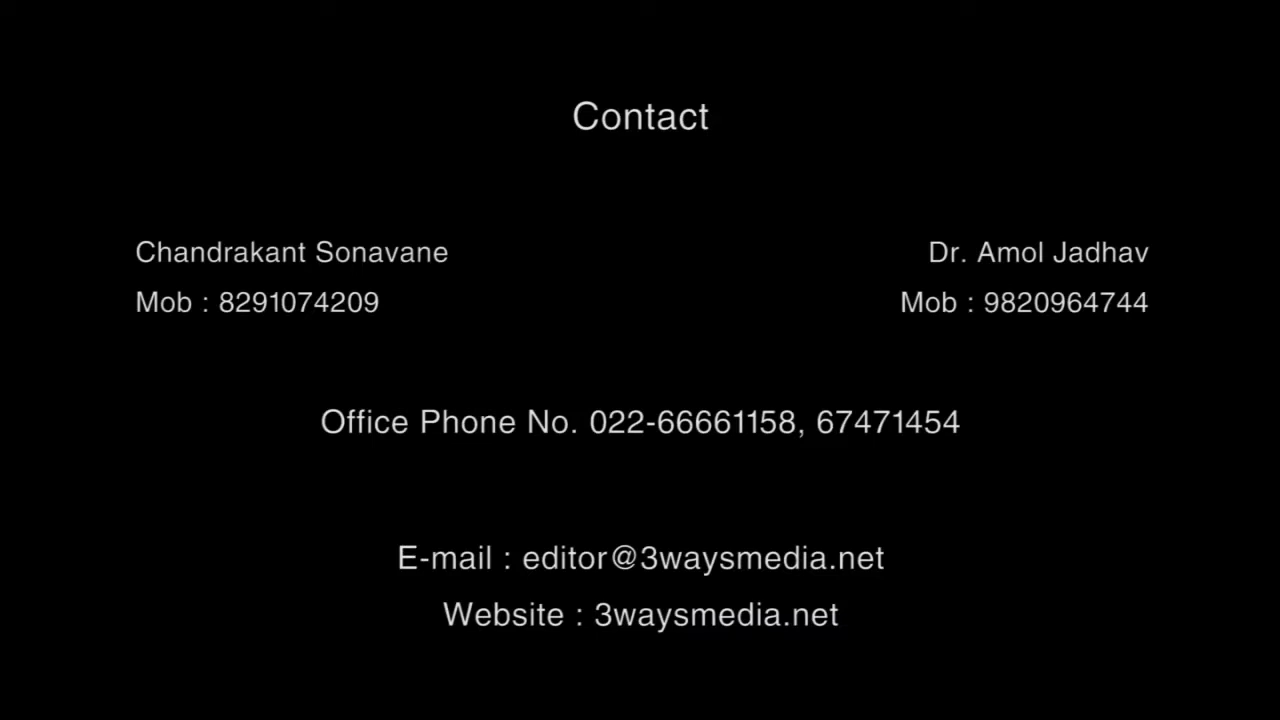 Contact
Chandrakant Sonavane
Mob : 8291074209
Dr. Amol Jadhav
Mob : 9820964744
Office Phone No. 022-66661158, 67471454
E-mail : editor@3waysmedia.net
Website : 3waysmedia.net